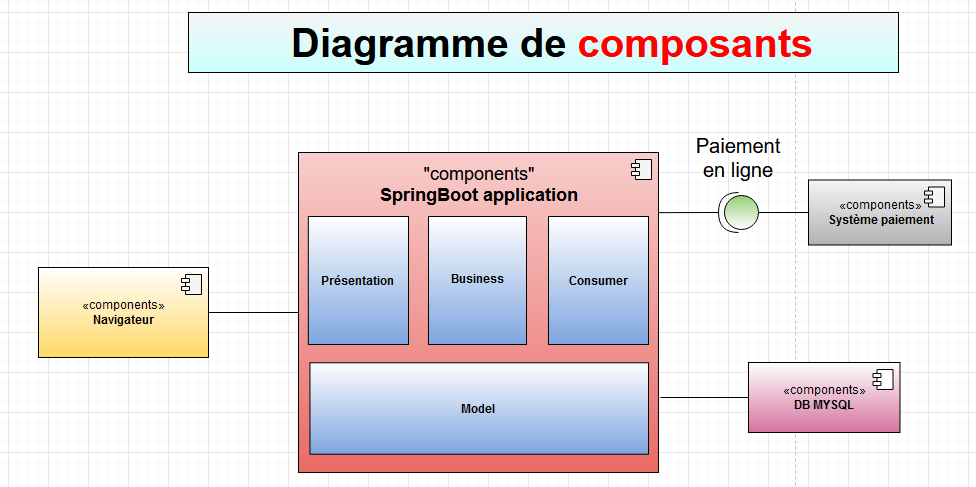 Diagramme de composants
Paiement
en ligne
"components"
SpringBoot application
«components»
Système paiement
Présentation
Business
Consumer
«components»
Navigateur
Model
«components»
DB MYSQL